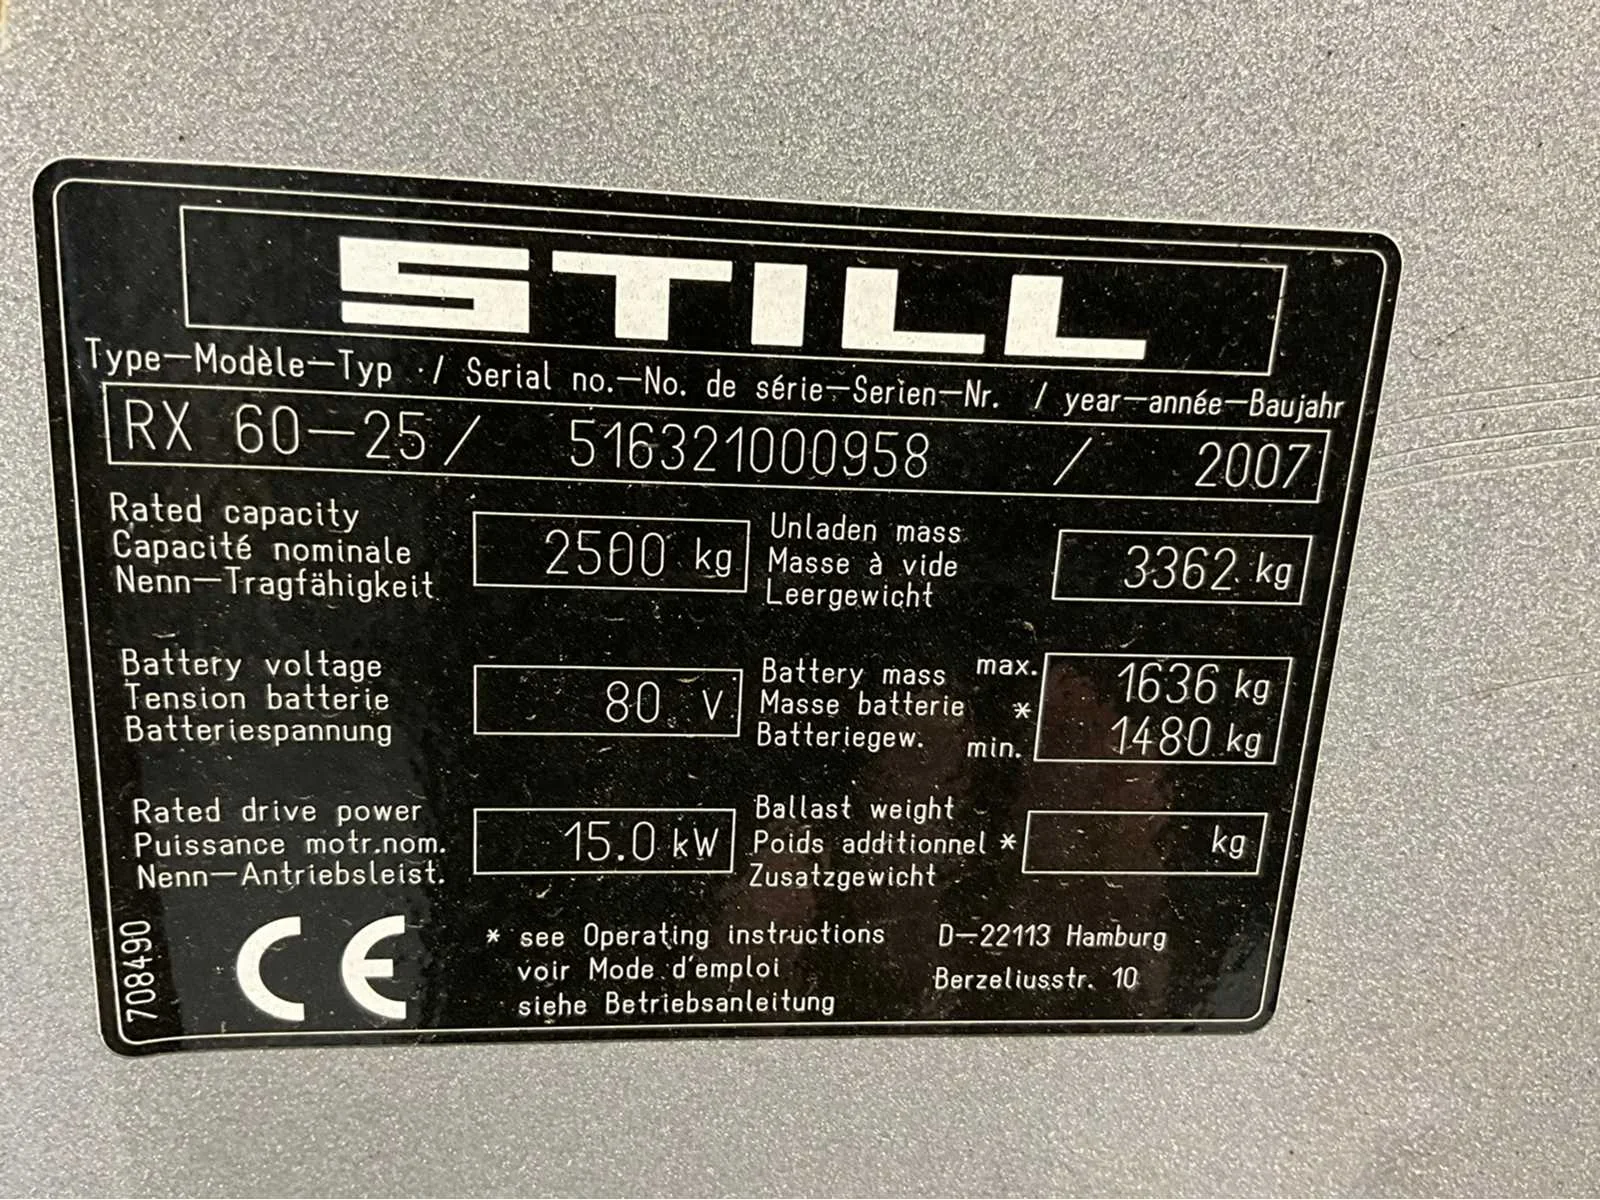 STILL
Type-Modèle-Typ / Serial no.-No. de série-Serien-Nr. / year-année-Baujahr
RX 60-25 / 516321000958 / 2007
Rated capacity
Capacité nominale
Nenn-Tragfähigkeit
2500 kg
Unladen mass
Masse à vide
Leergewicht
3362 kg
Battery voltage
Tension batterie
Batteriespannung
80 V
Battery mass max.
Masse batterie *
Batteriegew. min.
1636 kg
1480 kg
Rated drive power
Puissance motr.nom.
Nenn-Antriebsleist.
15.0 kW
Ballast weight
Poids additionnel *
Zusatzgewicht
kg
708490
CE
* see Operating instructions
voir Mode d'emploi
siehe Betriebsanleitung
D-22113 Hamburg
Berzeliusstr. 10